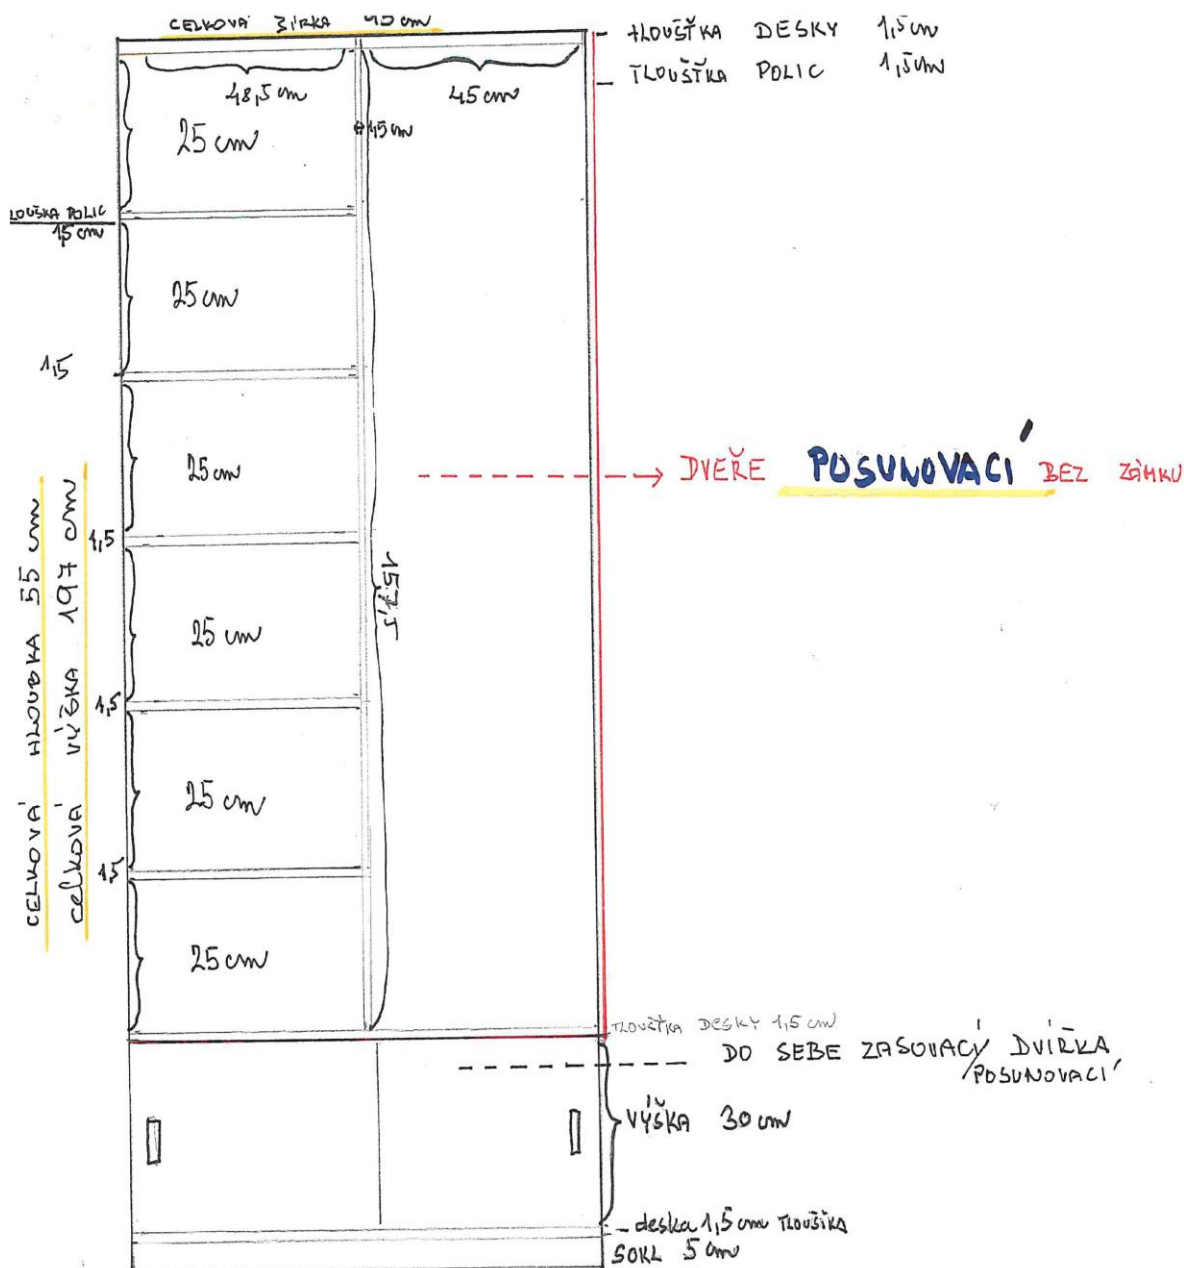 CELKOVÁ ŠÍRKA 95 cm
TLOUŠŤKA DESKY 1,5 cm
TLOUŠŤKA POLIC 1,5 cm
48,5 cm
45 cm
1,5 cm
25 cm
LOUŠKA POLIC
1,5 cm
25 cm
1,5
25 cm
DVEŘE POSUNOVACÍ BEZ ZÁMKU
CELKOVÁ HLOUBKA 55 cm
celková VÝŠKA 197 cm
1,5
157,5
25 cm
1,5
25 cm
1,5
25 cm
TLOUŠŤKA DESKY 1,5 cm
DO SEBE ZASOVACÍ DVÍŘKA
/POSUNOVACÍ
VÝŠKA 30 cm
deska 1,5 cm TLOUŠŤKA
SOKL 5 cm